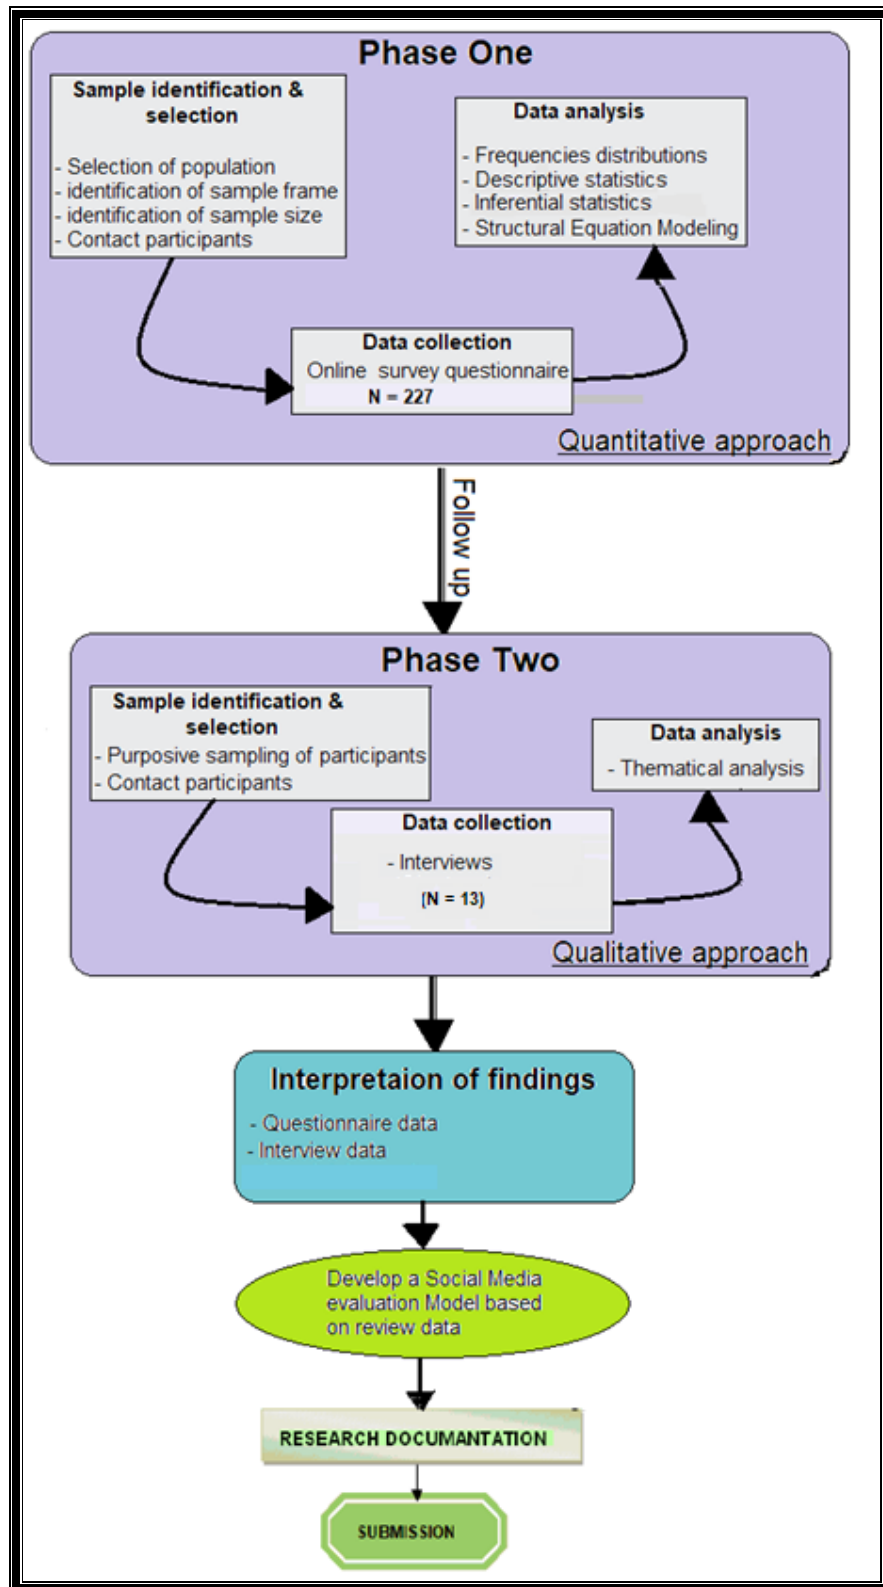 Phase One
Sample identification &
selection
- Selection of population
- identification of sample frame
- identification of sample size
- Contact participants
Data analysis
- Frequencies distributions
- Descriptive statistics
- Inferential statistics
- Structural Equation Modeling
Data collection
Online survey questionnaire
N = 227
Quantitative approach
Follow up
Phase Two
Sample identification &
selection
- Purposive sampling of participants
- Contact participants
Data analysis
- Thematical analysis
Data collection
- Interviews
(N = 13)
Qualitative approach
Interpretaion of findings
- Questionnaire data
- Interview data
Develop a Social Media
evaluation Model based
on review data
RESEARCH DOCUMANTATION
SUBMISSION